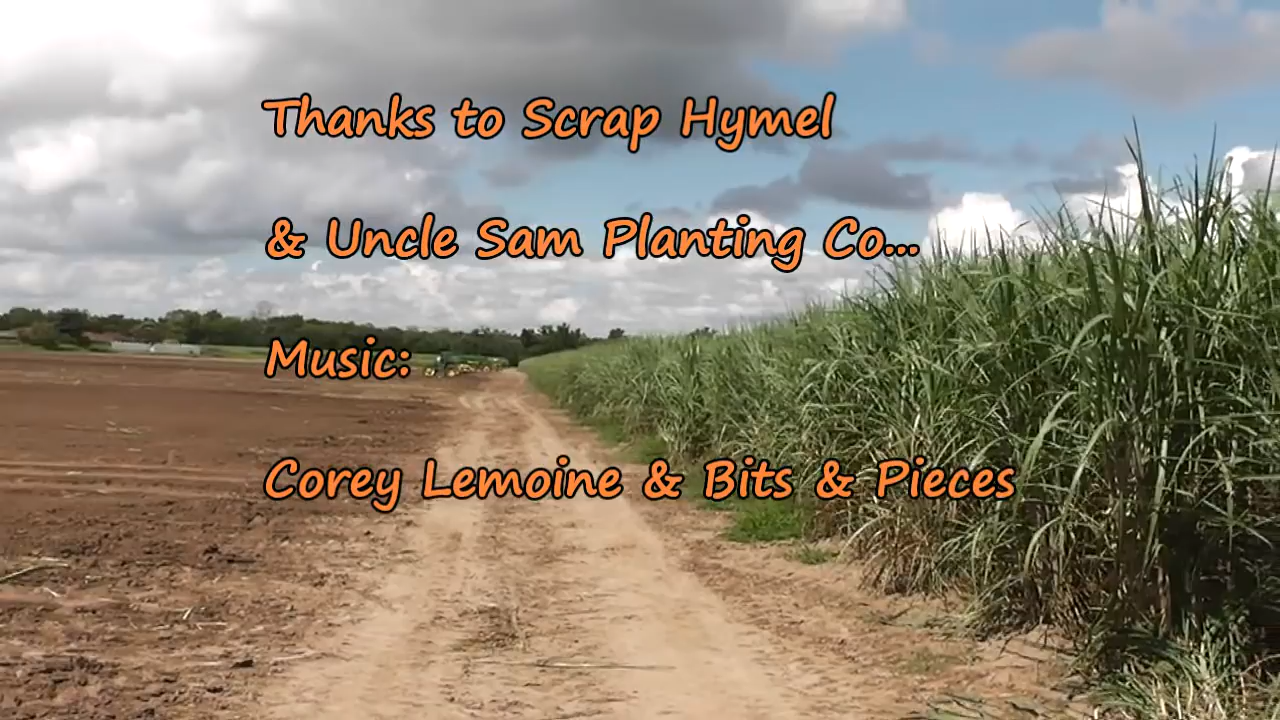 Thanks to Scrap Hymel
& Uncle Sam Planting Co...
Music:
Corey Lemoine & Bits & Pieces